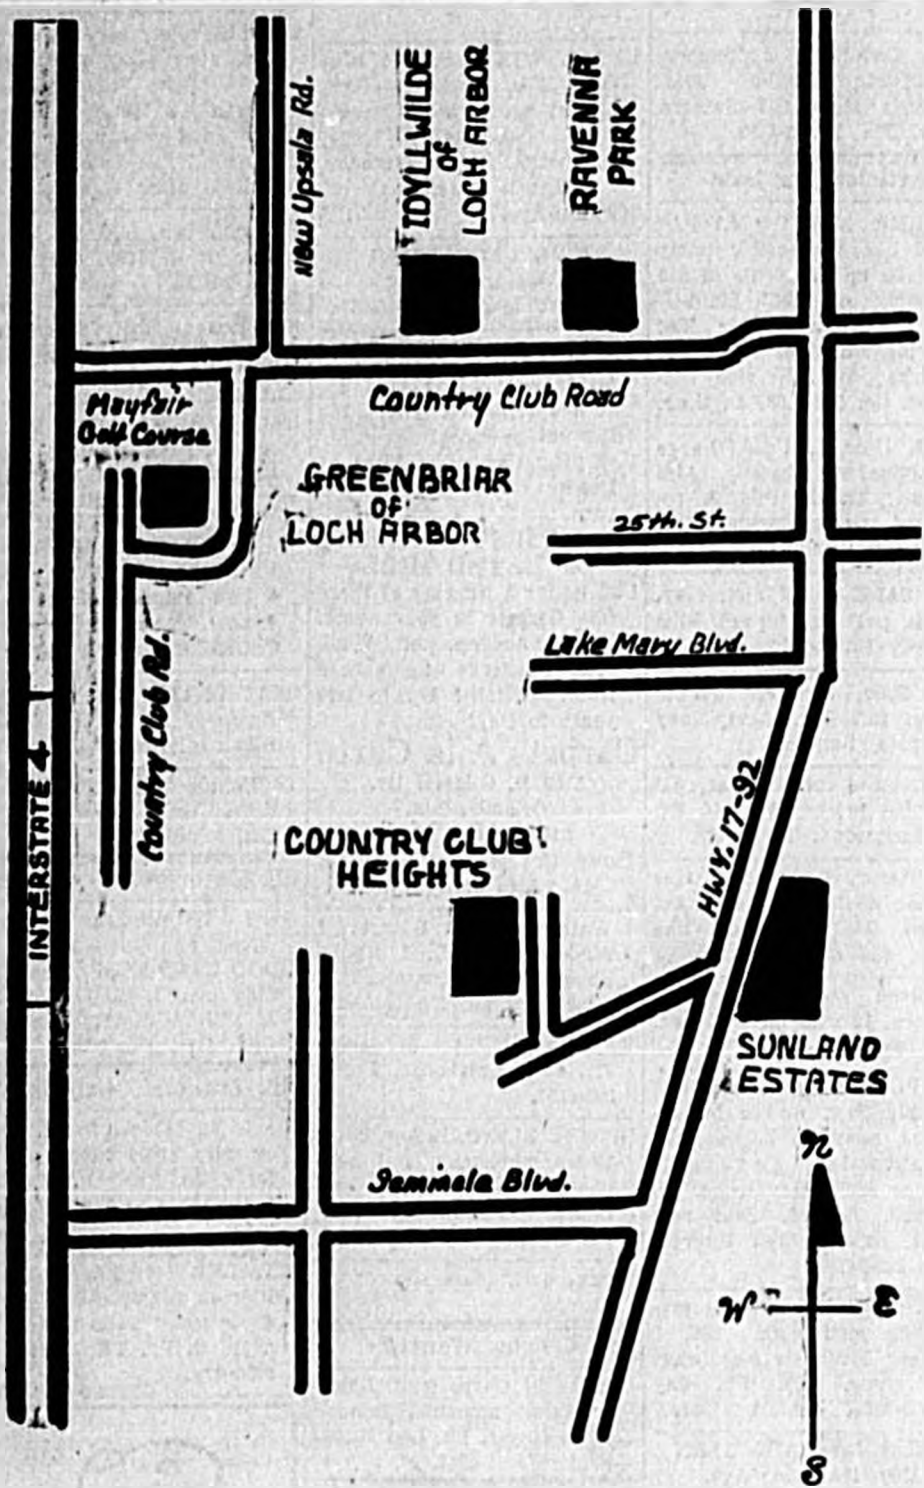 New Upsala Rd.
IDYLLWILDE
OF
LOCH ARBOR
RAVENNA
PARK
Mayfair
Golf Course
Country Club Road
GREENBRIAR
OF
LOCH ARBOR
25th. St.
Lake Mary Blvd.
Country Club Rd.
INTERSTATE 4
HWY. 17-92
COUNTRY CLUB
HEIGHTS
SUNLAND
ESTATES
Seminole Blvd.
N
W
E
S